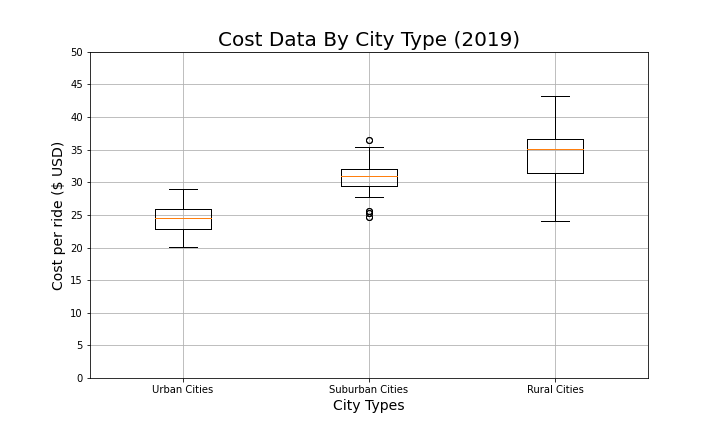 Cost Data By City Type (2019)
Cost per ride ($ USD)
50
45
40
35
30
25
20
15
10
5
0
Urban Cities
Suburban Cities
Rural Cities
City Types